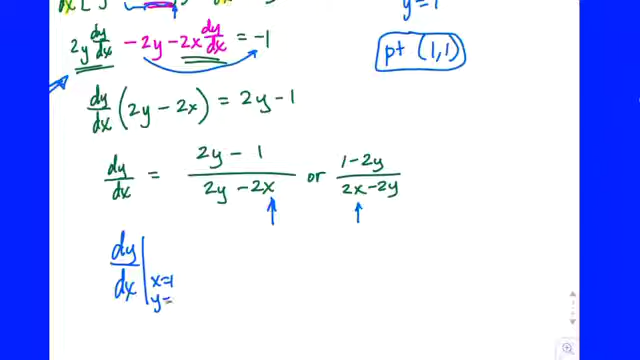 y=1
2y dy/dx - 2y - 2x dy/dx = -1
pt (1,1)
dy/dx (2y - 2x) = 2y - 1
dy/dx = (2y - 1)/(2y - 2x) or (1 - 2y)/(2x - 2y)
dy/dx | x=1
y=